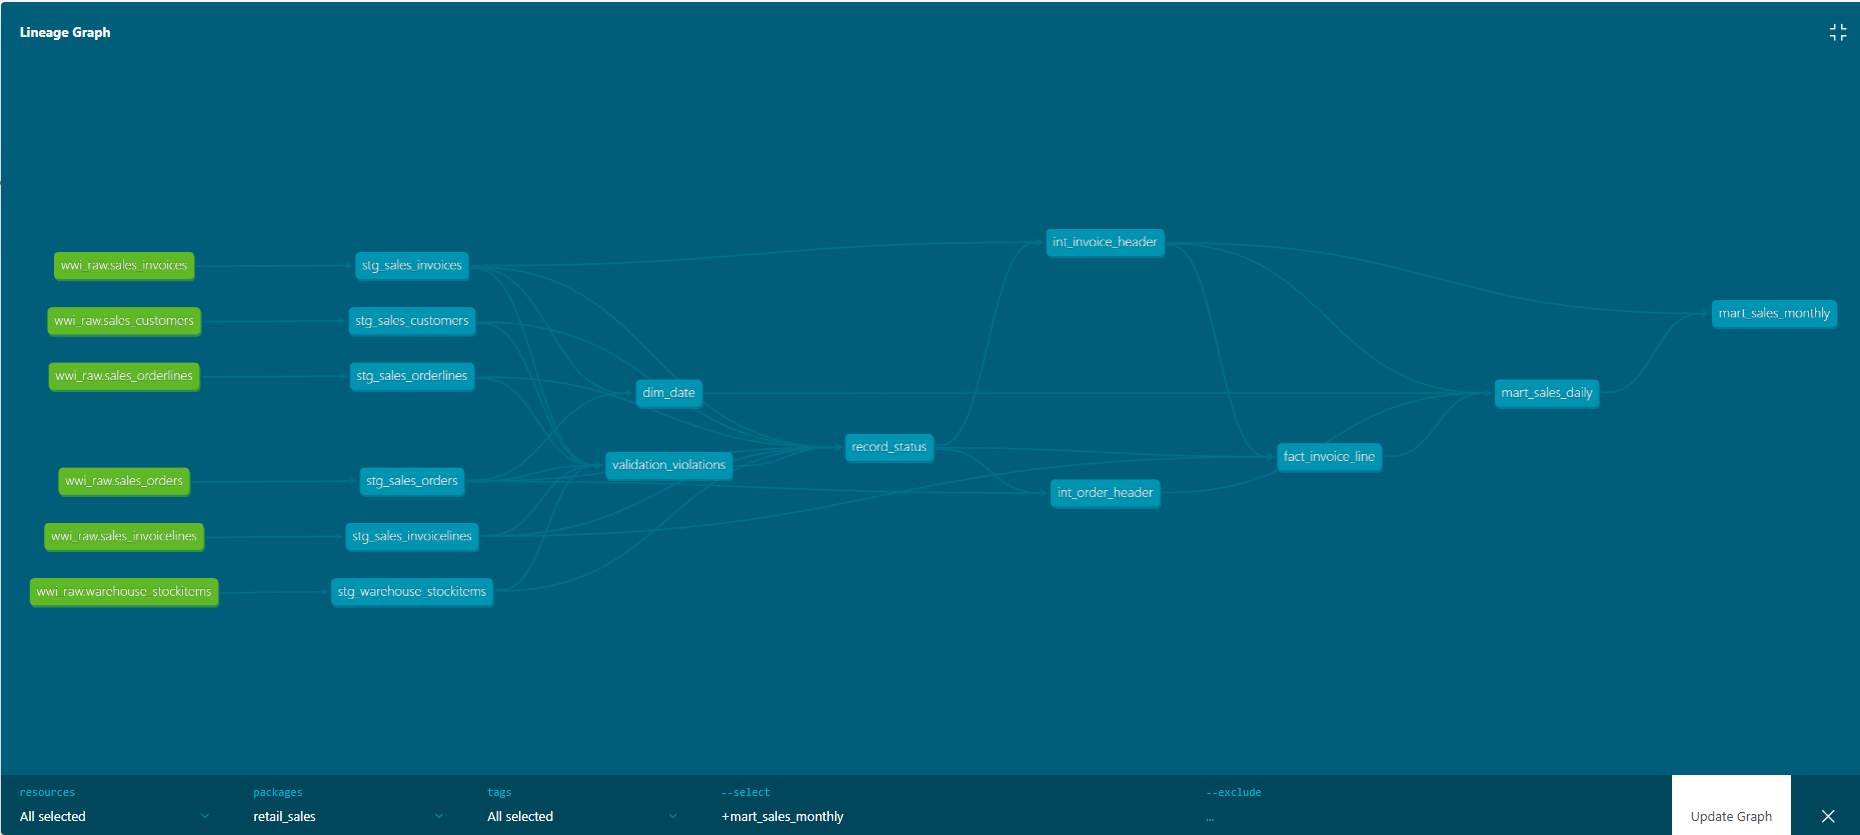 Lineage Graph
int_invoice_header
wwi_raw.sales_invoices
stg_sales_invoices
mart_sales_monthly
wwi_raw.sales_customers
stg_sales_customers
wwi_raw.sales_orderlines
stg_sales_orderlines
dim_date
mart_sales_daily
record_status
fact_invoice_line
validation_violations
wwi_raw.sales_orders
stg_sales_orders
int_order_header
wwi_raw.sales_invoicelines
stg_sales_invoicelines
wwi_raw.warehouse_stockitems
stg_warehouse_stockitems
resources
packages
tags
--select
--exclude
All selected
retail_sales
All selected
+mart_sales_monthly
...
Update Graph